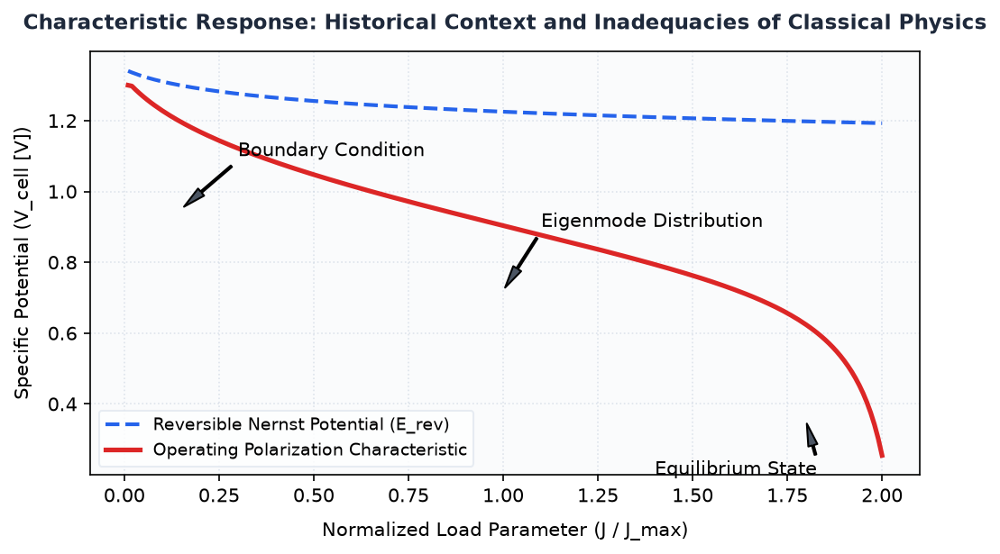 Characteristic Response: Historical Context and Inadequacies of Classical Physics
Specific Potential (V_cell [V])
1.2
1.0
0.8
0.6
0.4
Boundary Condition
Eigenmode Distribution
Equilibrium State
Reversible Nernst Potential (E_rev)
Operating Polarization Characteristic
0.00 0.25 0.50 0.75 1.00 1.25 1.50 1.75 2.00
Normalized Load Parameter (J / J_max)